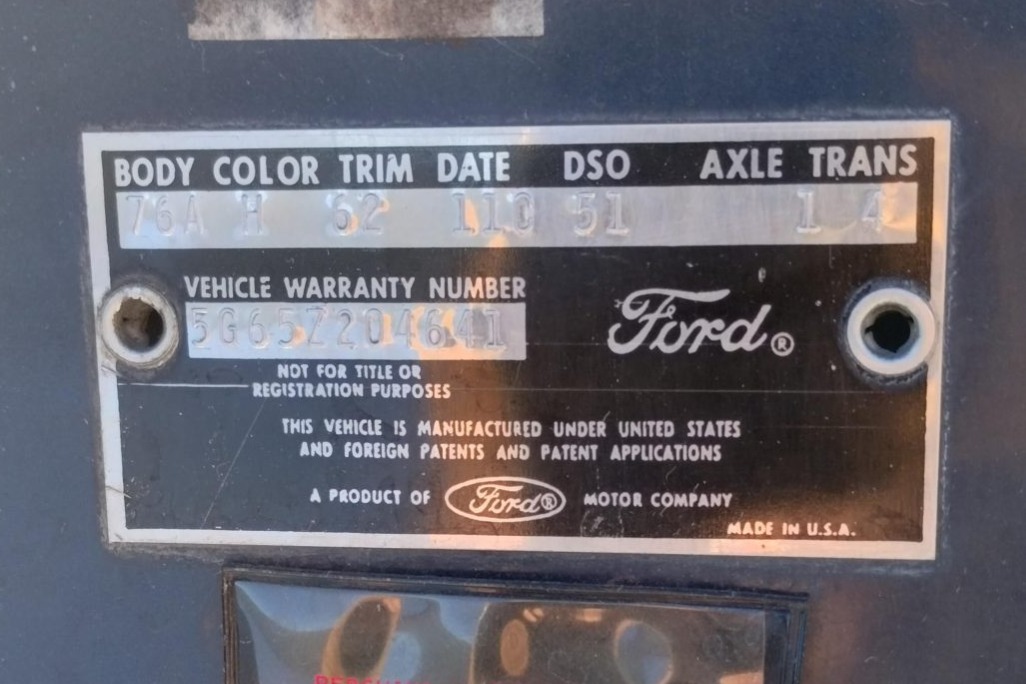 BODY COLOR TRIM DATE DSO AXLE TRANS
76A H 62 11C 51 1 4
VEHICLE WARRANTY NUMBER
5G65Z204641
Ford®
NOT FOR TITLE OR
REGISTRATION PURPOSES
THIS VEHICLE IS MANUFACTURED UNDER UNITED STATES
AND FOREIGN PATENTS AND PATENT APPLICATIONS
A PRODUCT OF Ford® MOTOR COMPANY
MADE IN U.S.A.